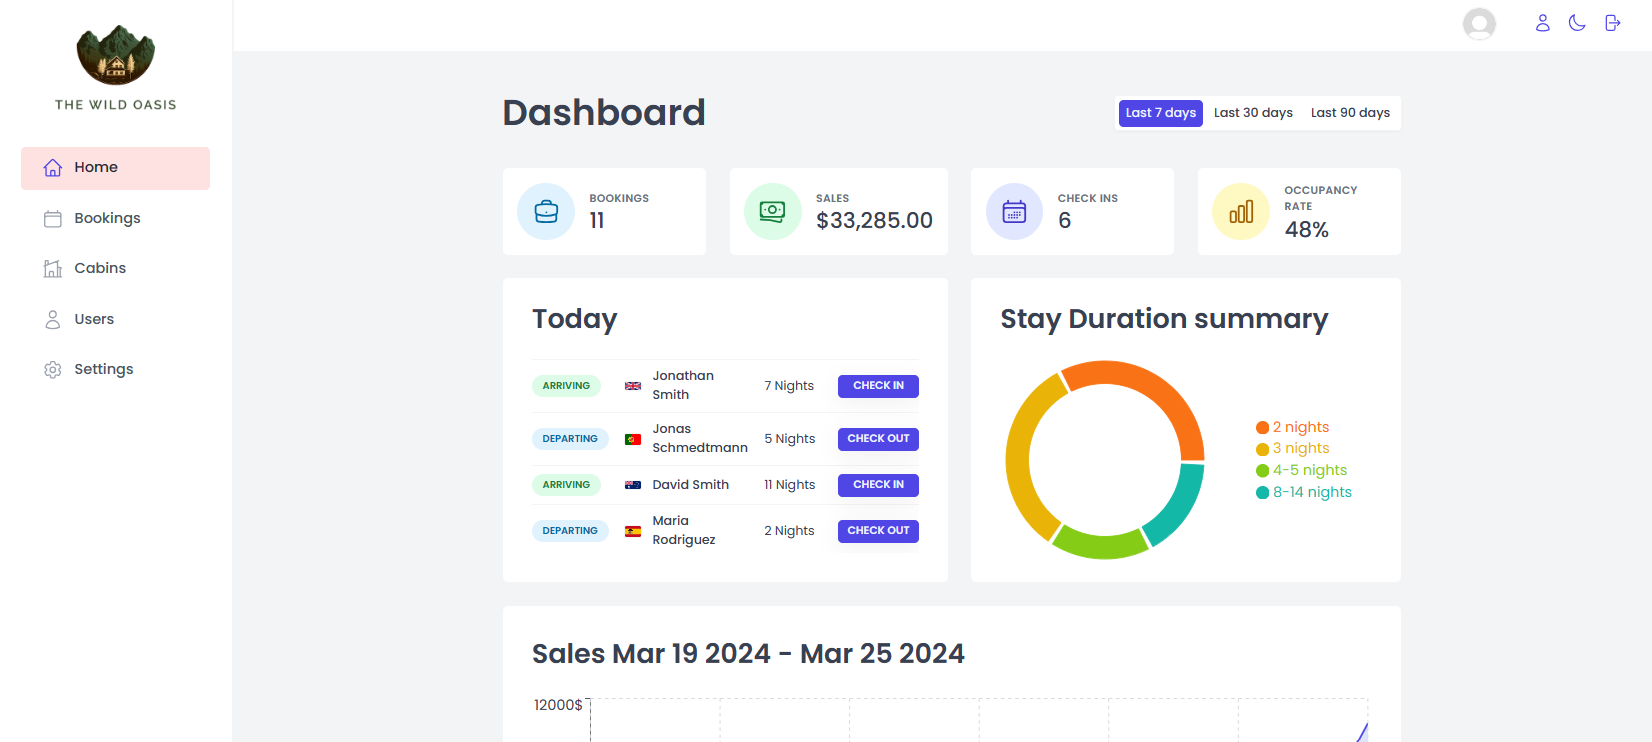 THE WILD OASIS
Home
Bookings
Cabins
Users
Settings
Dashboard
Last 7 days Last 30 days Last 90 days
BOOKINGS
11
SALES
$33,285.00
CHECK INS
6
OCCUPANCY
RATE
48%
Today
ARRIVING Jonathan Smith 7 Nights CHECK IN
DEPARTING Jonas Schmedtmann 5 Nights CHECK OUT
ARRIVING David Smith 11 Nights CHECK IN
DEPARTING Maria Rodriguez 2 Nights CHECK OUT
Stay Duration summary
2 nights
3 nights
4-5 nights
8-14 nights
Sales Mar 19 2024 - Mar 25 2024
12000$